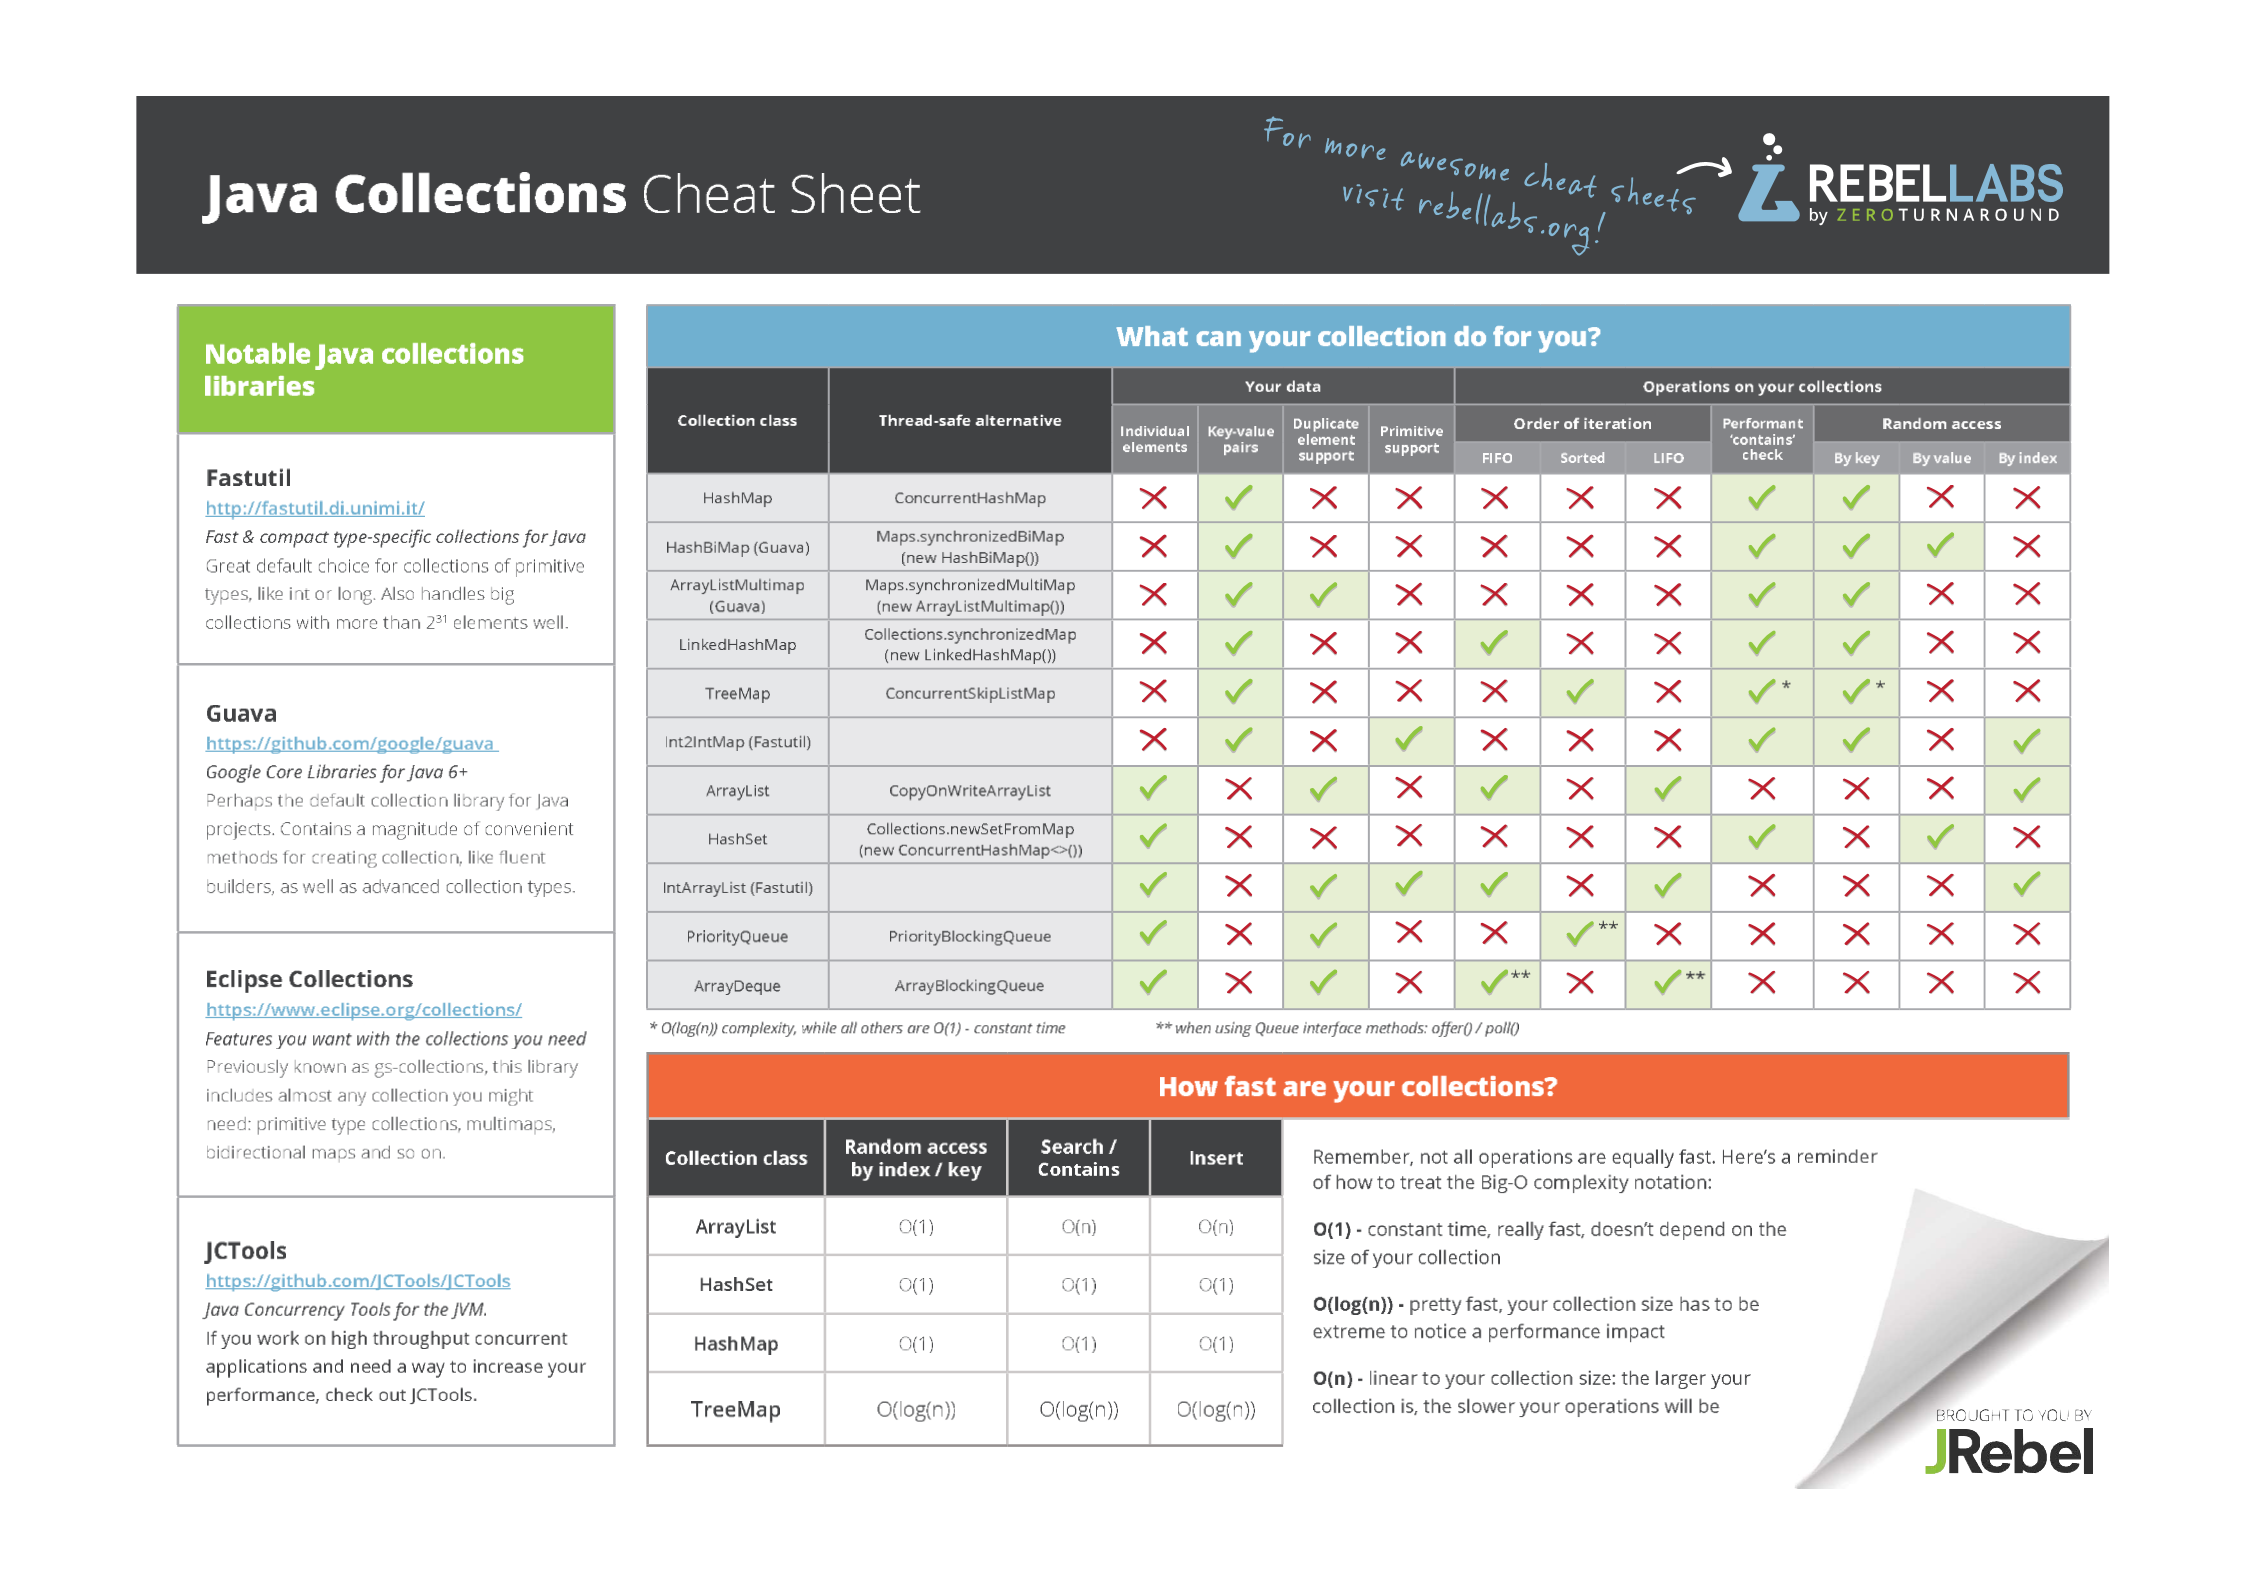 Java Collections Cheat Sheet
For more awesome cheat sheets
visit rebellabs.org!
REBELLABS
by ZEROTURNAROUND
Notable Java collections
libraries
Fastutil
http://fastutil.di.unimi.it/
Fast & compact type-specific collections for Java
Great default choice for collections of primitive
types, like int or long. Also handles big
collections with more than 2³¹ elements well.
Guava
https://github.com/google/guava
Google Core Libraries for Java 6+
Perhaps the default collection library for Java
projects. Contains a magnitude of convenient
methods for creating collection, like fluent
builders, as well as advanced collection types.
Eclipse Collections
https://www.eclipse.org/collections/
Features you want with the collections you need
Previously known as gs-collections, this library
includes almost any collection you might
need: primitive type collections, multimaps,
bidirectional maps and so on.
JCTools
https://github.com/JCTools/JCTools
Java Concurrency Tools for the JVM.
If you work on high throughput concurrent
applications and need a way to increase your
performance, check out JCTools.
What can your collection do for you?
Collection class Thread-safe alternative Your data Operations on your collections
Individual elements Key-value pairs Duplicate element support Primitive support Order of iteration Performant 'contains' check Random access
FIFO Sorted LIFO By key By value By index
HashMap ConcurrentHashMap ✗ ✓ ✗ ✗ ✗ ✗ ✗ ✓ ✓ ✗ ✗
HashBiMap (Guava) Maps.synchronizedBiMap (new HashBiMap()) ✗ ✓ ✗ ✗ ✗ ✗ ✗ ✓ ✓ ✓ ✗
ArrayListMultimap (Guava) Maps.synchronizedMultiMap (new ArrayListMultimap()) ✗ ✓ ✓ ✗ ✗ ✗ ✗ ✓ ✓ ✗ ✗
LinkedHashMap Collections.synchronizedMap (new LinkedHashMap()) ✗ ✓ ✗ ✗ ✓ ✗ ✗ ✓ ✓ ✗ ✗
TreeMap ConcurrentSkipListMap ✗ ✓ ✗ ✗ ✗ ✓ ✗ ✓* ✓* ✗ ✗
Int2IntMap (Fastutil) ✗ ✓ ✗ ✓ ✗ ✗ ✗ ✓ ✓ ✗ ✓
ArrayList CopyOnWriteArrayList ✓ ✗ ✓ ✗ ✓ ✗ ✓ ✗ ✗ ✗ ✓
HashSet Collections.newSetFromMap (new ConcurrentHashMap<>()) ✓ ✗ ✗ ✗ ✗ ✗ ✗ ✓ ✗ ✓ ✗
IntArrayList (Fastutil) ✓ ✗ ✓ ✓ ✓ ✗ ✓ ✗ ✗ ✗ ✓
PriorityQueue PriorityBlockingQueue ✓ ✗ ✓ ✗ ✗ ✓** ✗ ✗ ✗ ✗ ✗
ArrayDeque ArrayBlockingQueue ✓ ✗ ✓ ✗ ✓** ✗ ✓** ✗ ✗ ✗ ✗
* O(log(n)) complexity, while all others are O(1) - constant time ** when using Queue interface methods: offer() / poll()
How fast are your collections?
Collection class Random access by index / key Search / Contains Insert
ArrayList O(1) O(n) O(n)
HashSet O(1) O(1) O(1)
HashMap O(1) O(1) O(1)
TreeMap O(log(n)) O(log(n)) O(log(n))
Remember, not all operations are equally fast. Here's a reminder
of how to treat the Big-O complexity notation:
O(1) - constant time, really fast, doesn't depend on the
size of your collection
O(log(n)) - pretty fast, your collection size has to be
extreme to notice a performance impact
O(n) - linear to your collection size: the larger your
collection is, the slower your operations will be
BROUGHT TO YOU BY
JRebel